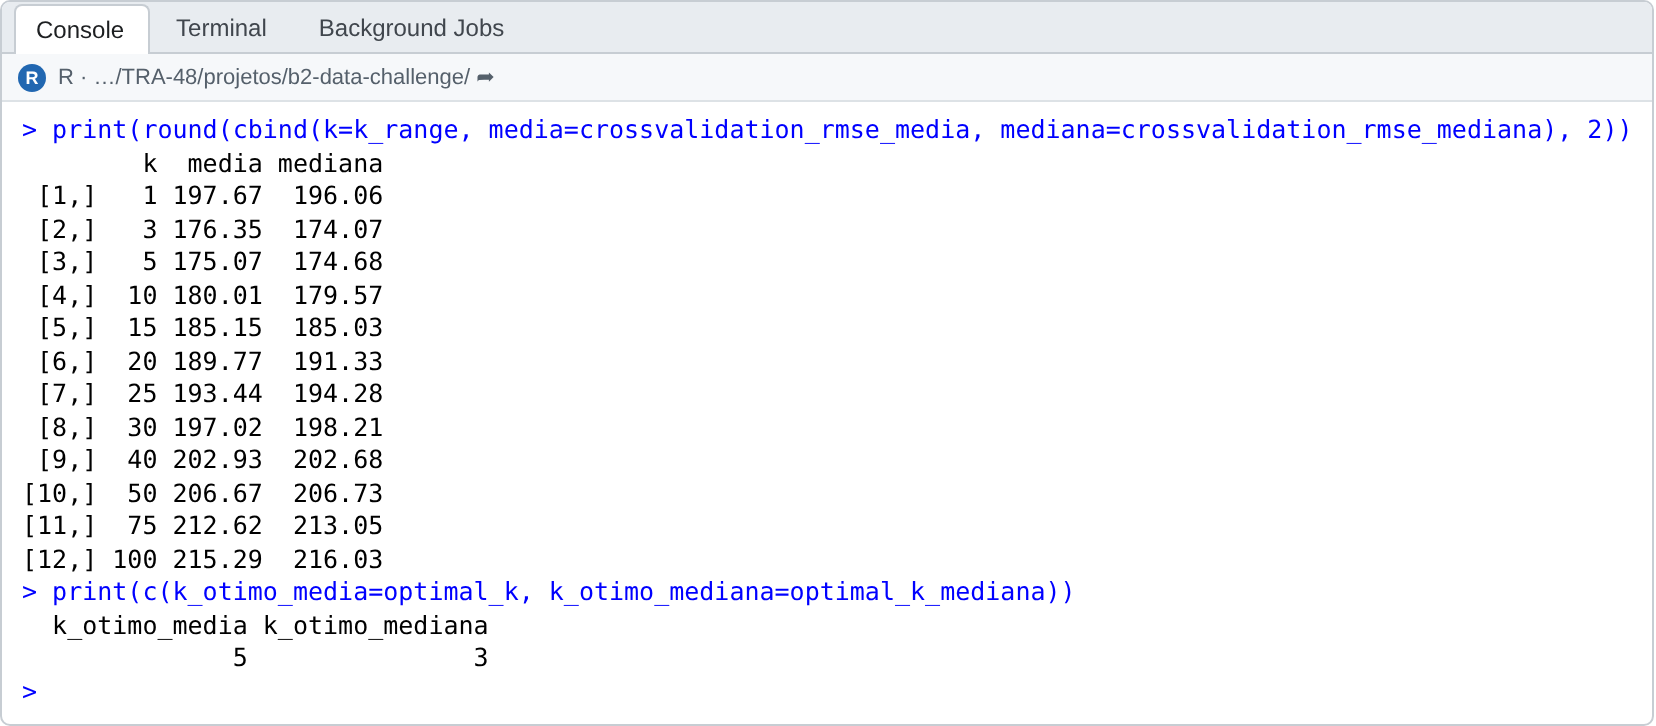 Console Terminal Background Jobs
R R · …/TRA-48/projetos/b2-data-challenge/ ➦
> print(round(cbind(k=k_range, media=crossvalidation_rmse_media, mediana=crossvalidation_rmse_mediana), 2))
        k  media mediana
 [1,]   1 197.67  196.06
 [2,]   3 176.35  174.07
 [3,]   5 175.07  174.68
 [4,]  10 180.01  179.57
 [5,]  15 185.15  185.03
 [6,]  20 189.77  191.33
 [7,]  25 193.44  194.28
 [8,]  30 197.02  198.21
 [9,]  40 202.93  202.68
[10,]  50 206.67  206.73
[11,]  75 212.62  213.05
[12,] 100 215.29  216.03
> print(c(k_otimo_media=optimal_k, k_otimo_mediana=optimal_k_mediana))
  k_otimo_media k_otimo_mediana
              5               3
>